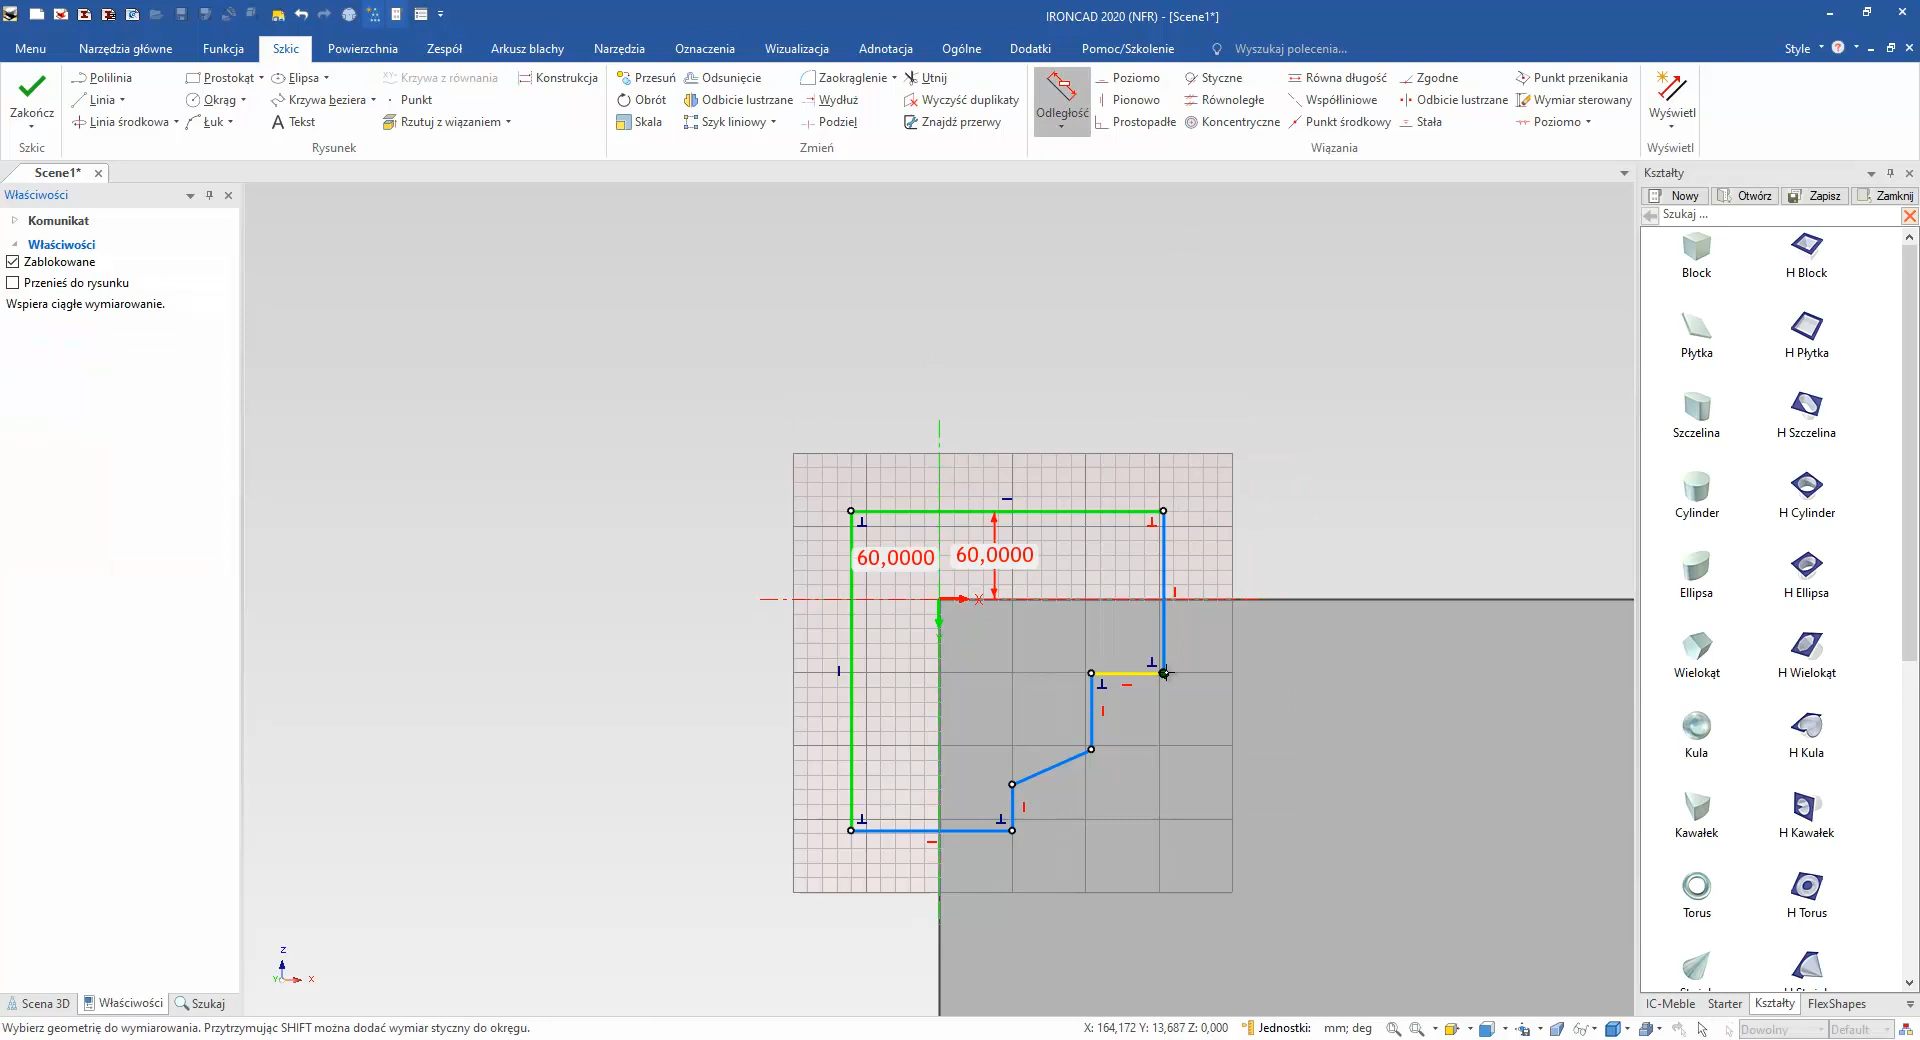 IRONCAD 2020 (NFR) - [Scene1*]
Menu Narzędzia główne Funkcja Szkic Powierzchnia Zespół Arkusz blachy Narzędzia Oznaczenia Wizualizacja Adnotacja Ogólne Dodatki Pomoc/Szkolenie Wyszukaj polecenia... Style
Zakończ
Szkic
Polilinia Prostokąt Elipsa Krzywa z równania Konstrukcja
Linia Okrąg Krzywa beziera Punkt
Linia środkowa Łuk Tekst Rzutuj z wiązaniem
Rysunek
Przesuń Odsunięcie Zaokrąglenie Utnij
Obrót Odbicie lustrzane Wydłuż Wyczyść duplikaty
Skala Szyk liniowy Podziel Znajdź przerwy
Zmień
Odległość
Poziomo Styczne Równa długość Zgodne Punkt przenikania
Pionowo Równoległe Współliniowe Odbicie lustrzane Wymiar sterowany
Prostopadłe Koncentryczne Punkt środkowy Stała Poziomo
Wiązania
Wyświetl
Wyświetl
Scene1*
Właściwości
Komunikat
Właściwości
Zablokowane
Przenieś do rysunku
Wspiera ciągłe wymiarowanie.
60,0000 60,0000
X
Z
Y X
Kształty
Nowy Otwórz Zapisz Zamknij
Szukaj ...
Block H Block
Płytka H Płytka
Szczelina H Szczelina
Cylinder H Cylinder
Ellipsa H Ellipsa
Wielokąt H Wielokąt
Kula H Kula
Kawałek H Kawałek
Torus H Torus
IC-Meble Starter Kształty FlexShapes
Scena 3D Właściwości Szukaj
Wybierz geometrię do wymiarowania. Przytrzymując SHIFT można dodać wymiar styczny do okręgu.
X: 164,172 Y: 13,687 Z: 0,000 Jednostki: mm; deg Dowolny Default